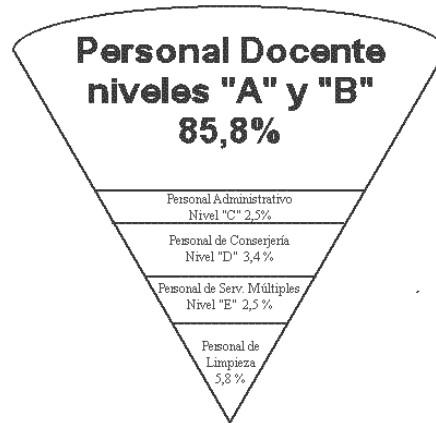 Personal Docente
niveles "A" y "B"
85,8%
Personal Administrativo
Nivel "C" 2,5%
Personal de Conserjería
Nivel "D" 3,4 %
Personal de Serv. Múltiples
Nivel "E" 2,5 %
Personal de
Limpieza
5,8 %